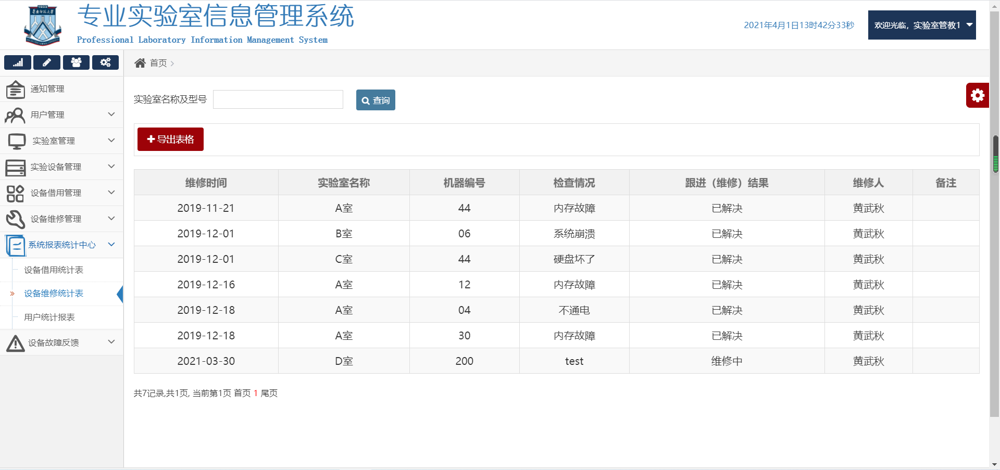 专业实验室信息管理系统
Professional Laboratory Information Management System
2021年4月1日13时42分33秒
欢迎光临，实验室管教1
首页
通知管理
用户管理
实验室管理
实验设备管理
设备借用管理
设备维修管理
系统报表统计中心
设备借用统计表
设备维修统计表
用户统计报表
设备故障反馈
实验室名称及型号
查询
导出表格
维修时间 实验室名称 机器编号 检查情况 跟进（维修）结果 维修人 备注
2019-11-21 A室 44 内存故障 已解决 黄武秋
2019-12-01 B室 06 系统崩溃 已解决 黄武秋
2019-12-01 C室 44 硬盘坏了 已解决 黄武秋
2019-12-16 A室 12 内存故障 已解决 黄武秋
2019-12-18 A室 04 不通电 已解决 黄武秋
2019-12-18 A室 30 内存故障 已解决 黄武秋
2021-03-30 D室 200 test 维修中 黄武秋
共7记录,共1页, 当前第1页 首页 1 尾页